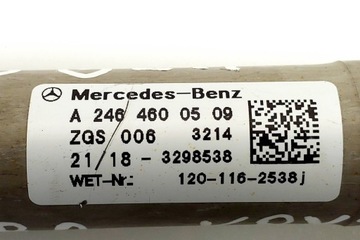 Mercedes-Benz
A 246 460 05 09
ZGS 006 3214
21/18 - 3298538
WET-Nr: 120-116-2538j